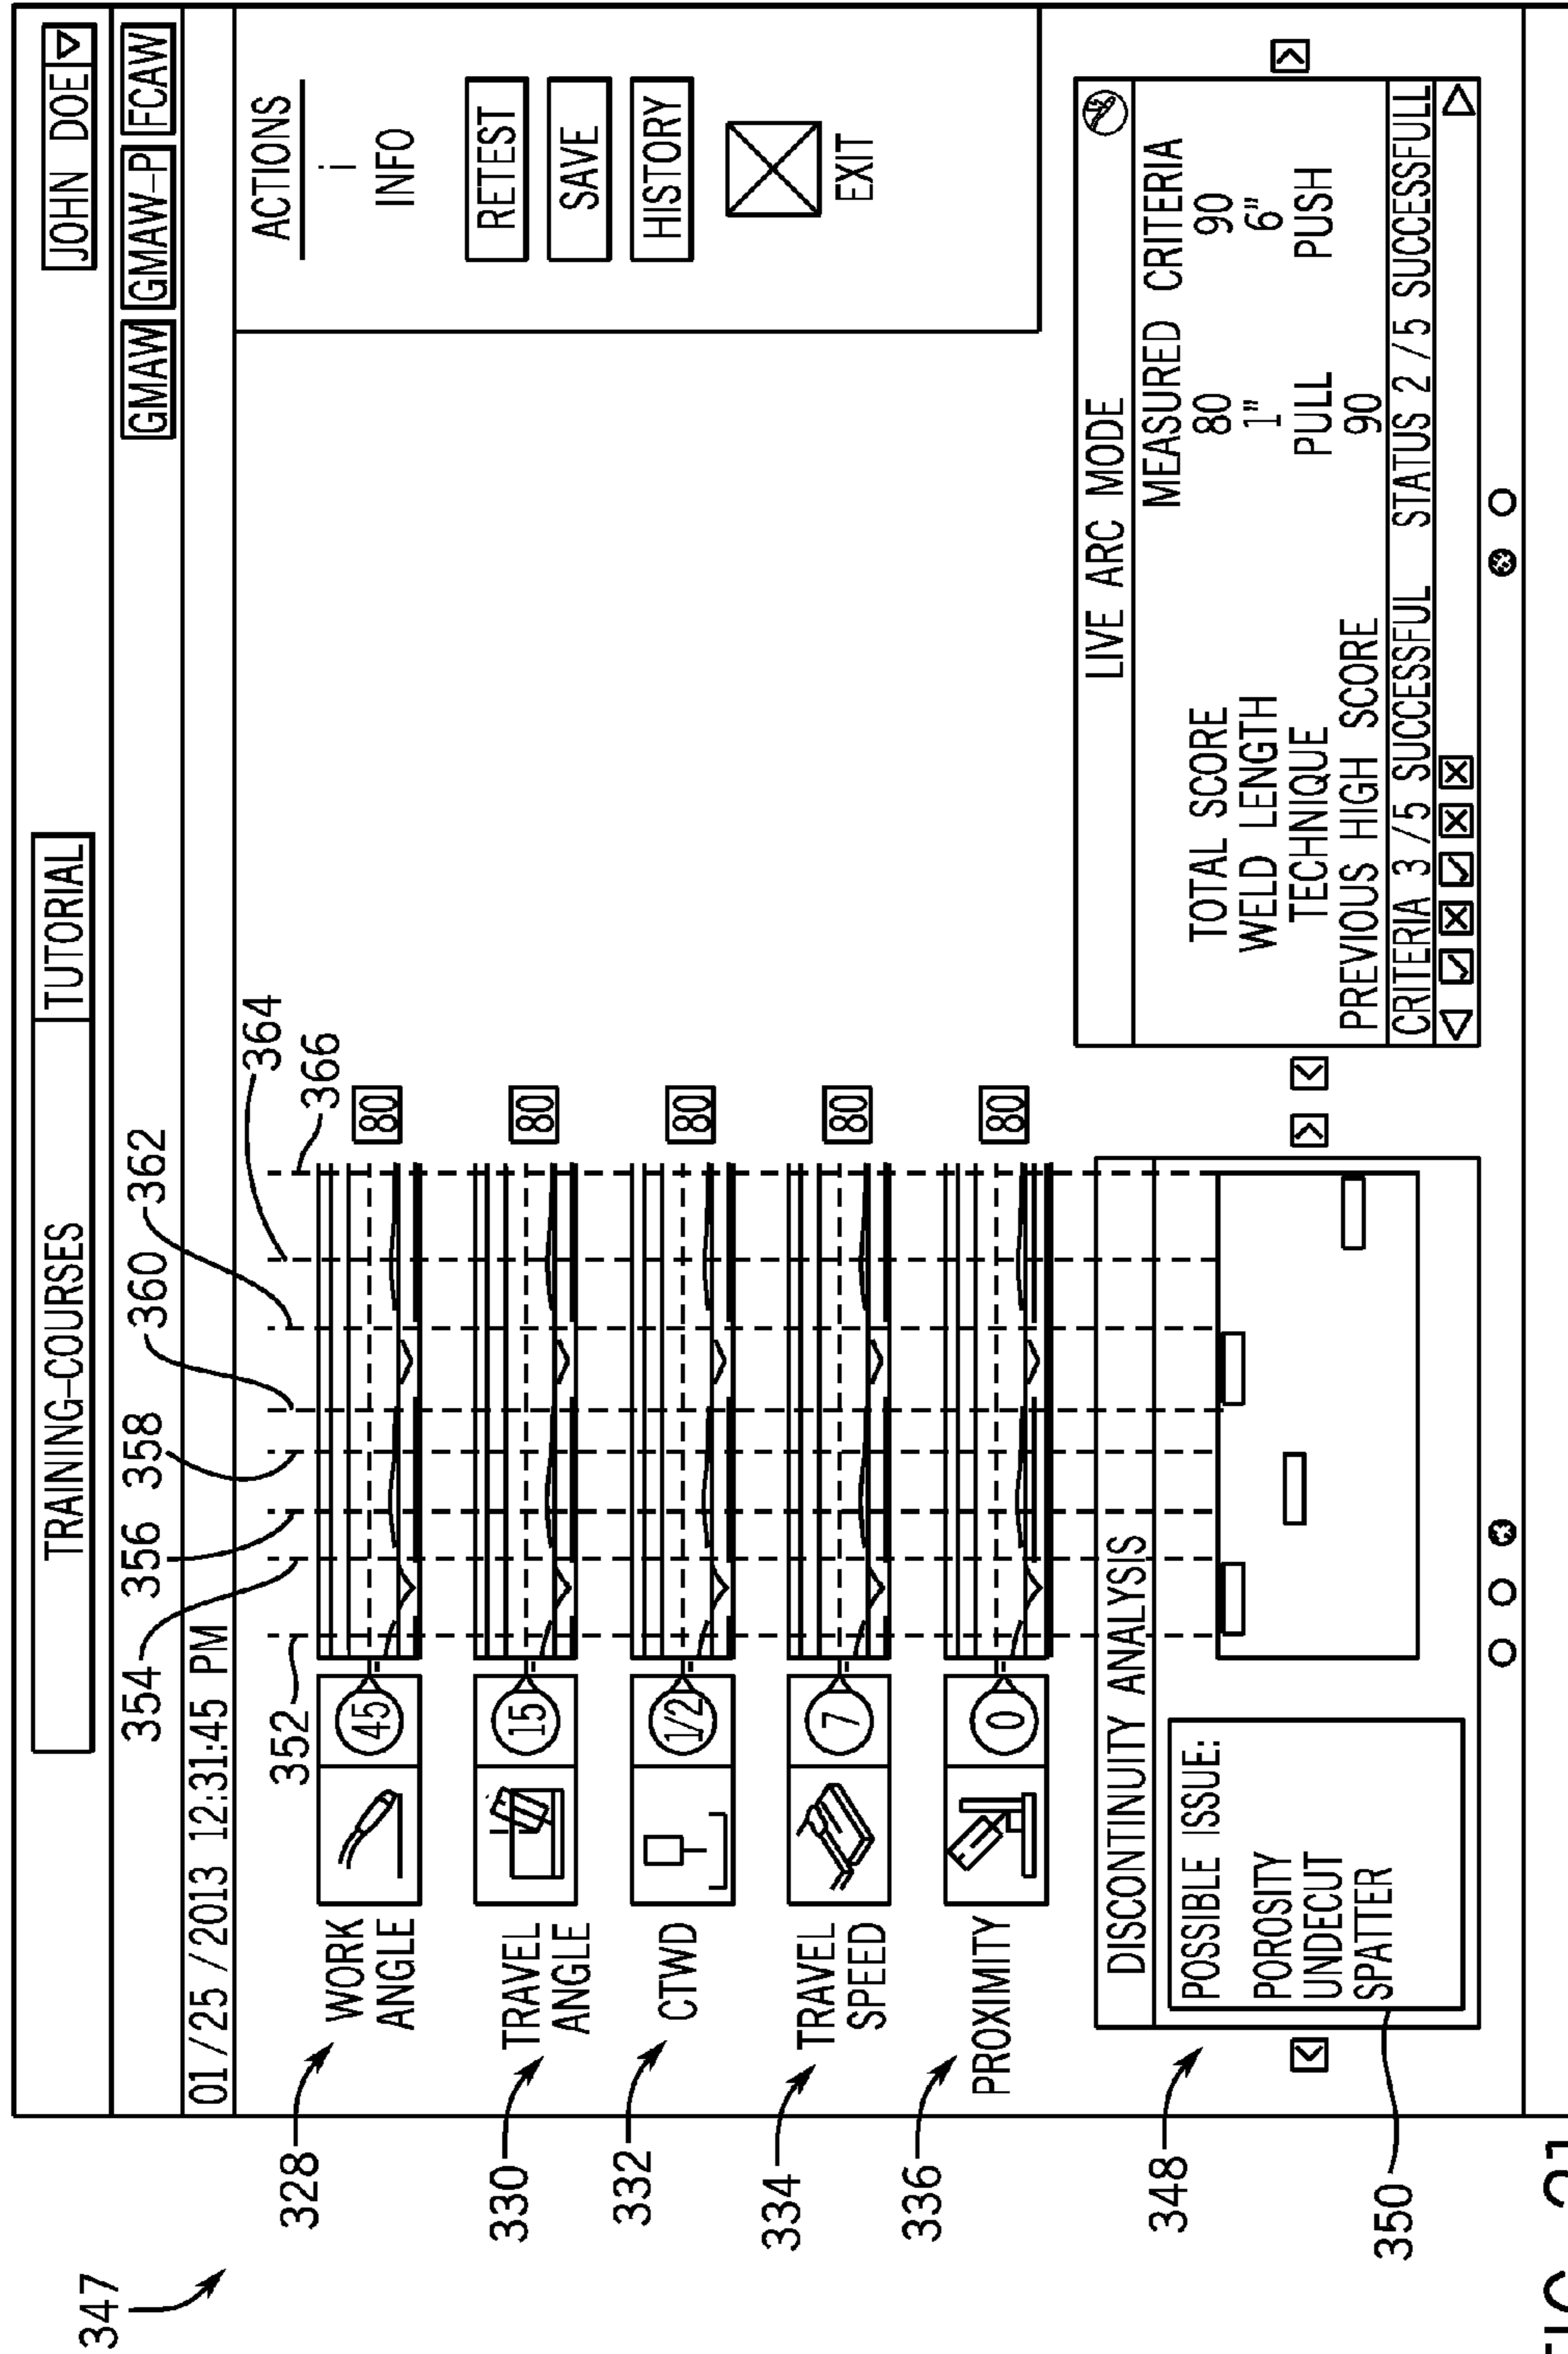 347
TRAINING-COURSES TUTORIAL JOHN DOE
354 356 358 360 362
GMAW GMAW-P FCAW
01 /25 /2013 12:31:45 PM
352 364
366
328
WORK ANGLE
45
80
330
TRAVEL ANGLE
15
80
332
CTWD
1/2
80
334
TRAVEL SPEED
7
80
336
PROXIMITY
0
80
ACTIONS
i
INFO
RETEST
SAVE
HISTORY
EXIT
348
DISCONTINUITY ANALYSIS
POSSIBLE ISSUE:
POROSITY
UNDECUT
SPATTER
350
LIVE ARC MODE
MEASURED CRITERIA
TOTAL SCORE 80 90
WELD LENGTH 1" 6"
TECHNIQUE PULL PUSH
PREVIOUS HIGH SCORE 90
CRITERIA 3 /5 SUCCESSFUL STATUS 2 /5 SUCCESSFULL